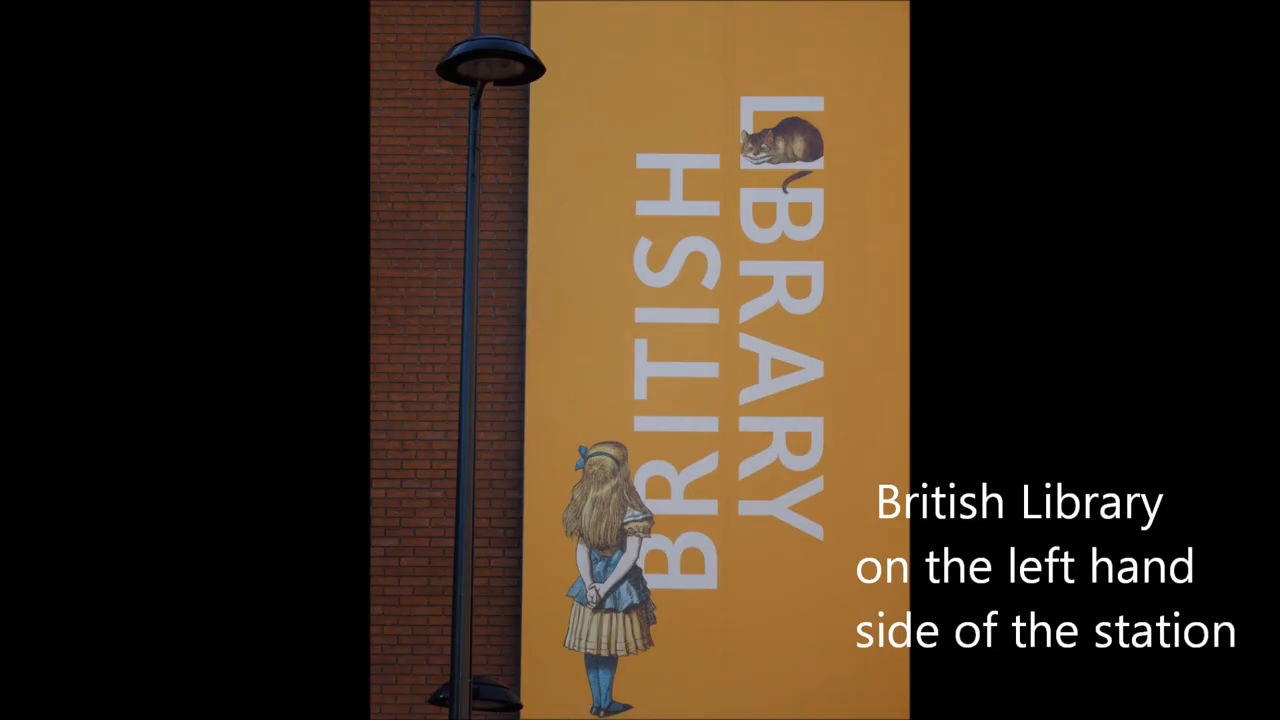 BRITISH
LIBRARY
British Library
on the left hand
side of the station